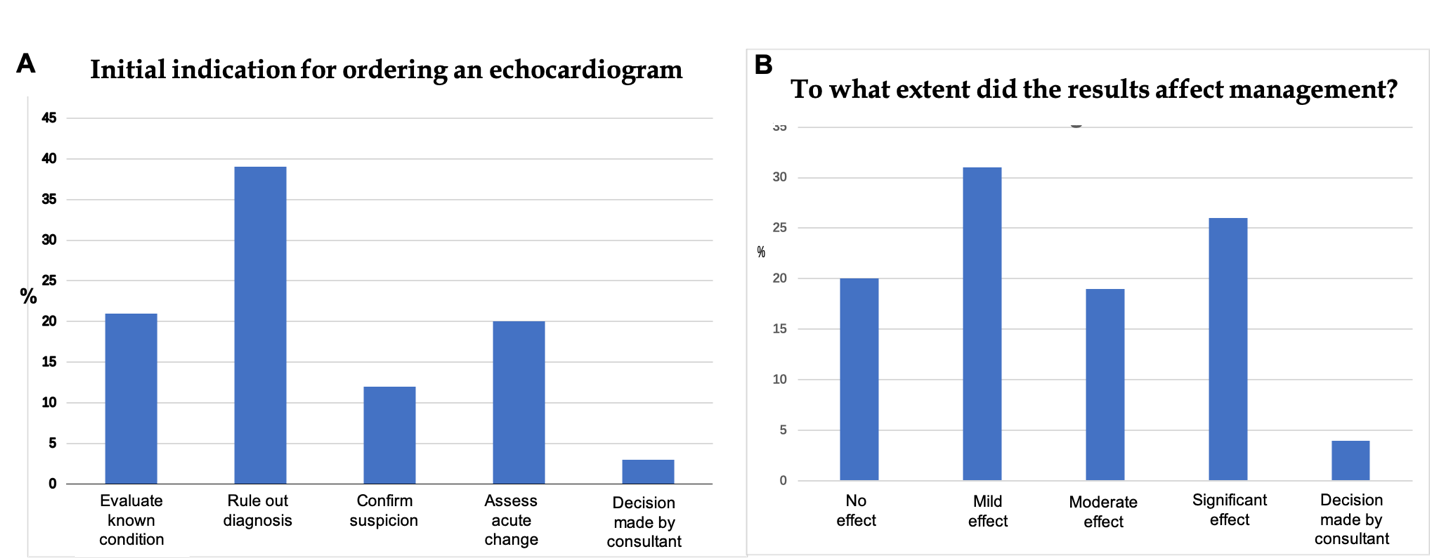 A
Initial indication for ordering an echocardiogram
45
40
35
30
25
%
20
15
10
5
0
Evaluate
known
condition
Rule out
diagnosis
Confirm
suspicion
Assess
acute
change
Decision
made by
consultant
B
To what extent did the results affect management?
35
30
25
%
20
15
10
5
0
No
effect
Mild
effect
Moderate
effect
Significant
effect
Decision
made by
consultant